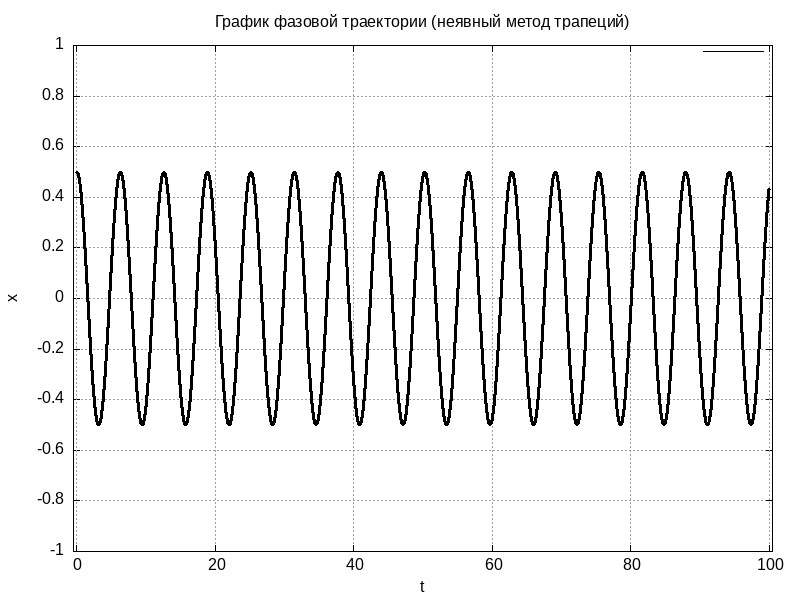 График фазовой траектории (неявный метод трапеций)
1
0.8
0.6
0.4
0.2
0
-0.2
-0.4
-0.6
-0.8
-1
x
0 20 40 60 80 100
t